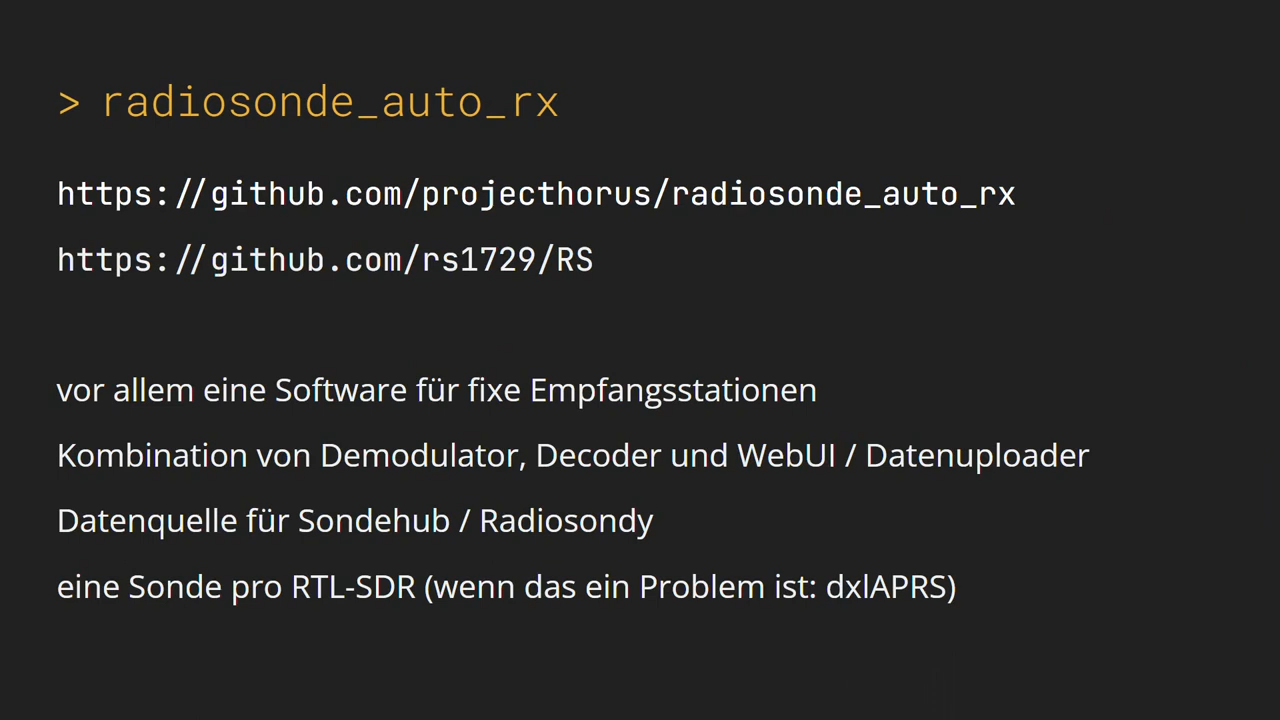 > radiosonde_auto_rx
https://github.com/projecthorus/radiosonde_auto_rx
https://github.com/rs1729/RS
vor allem eine Software für fixe Empfangsstationen
Kombination von Demodulator, Decoder und WebUI / Datenuploader
Datenquelle für Sondehub / Radiosondy
eine Sonde pro RTL-SDR (wenn das ein Problem ist: dxlAPRS)